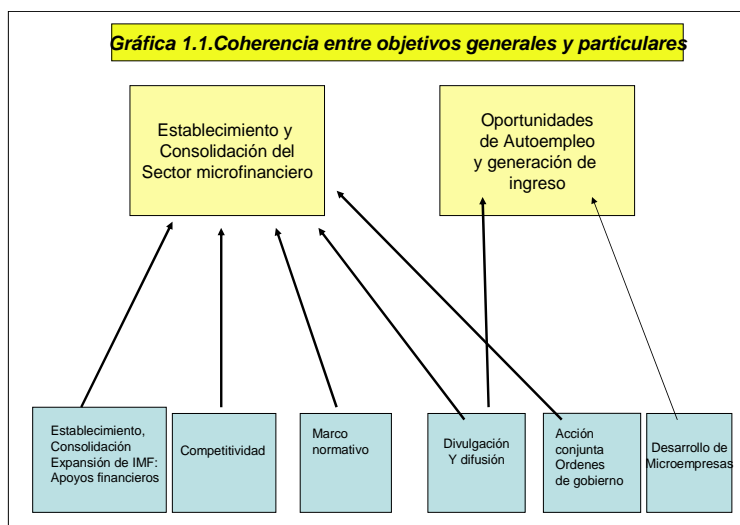 Gráfica 1.1.Coherencia entre objetivos generales y particulares
Establecimiento y
Consolidación del
Sector microfinanciero
Oportunidades
de Autoempleo
y generación de
ingreso
Establecimiento,
Consolidación
Expansión de IMF:
Apoyos financieros
Competitividad
Marco
normativo
Divulgación
Y difusión
Acción
conjunta
Ordenes
de gobierno
Desarrollo de
Microempresas